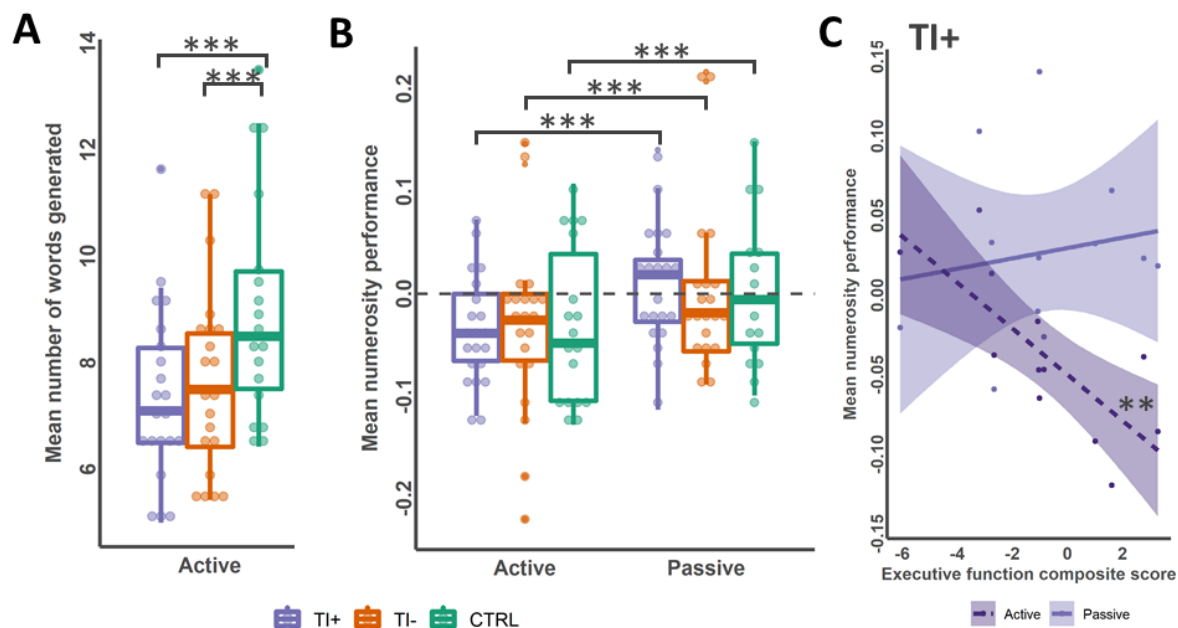 A
Mean number of words generated
14
12
10
8
6
***
***
Active
B
Mean numerosity performance
0.2
0.1
0.0
-0.1
-0.2
***
***
***
Active Passive
TI+ TI- CTRL
C
TI+
Mean numerosity performance
0.15
0.10
0.05
0.00
-0.05
-0.10
-0.15
**
-6 -4 -2 0 2
Executive function composite score
Active Passive